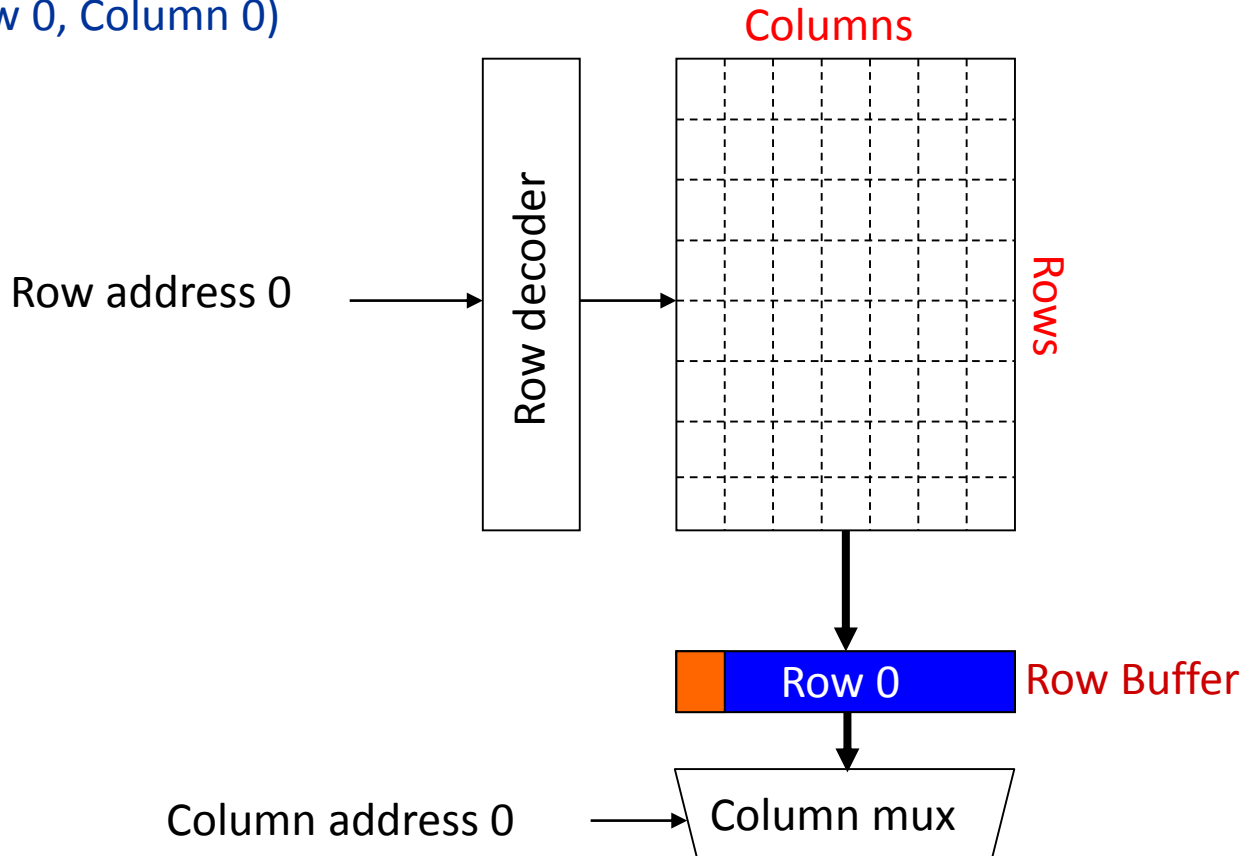 0, Column 0)
Columns
Row decoder
Rows
Row address 0
Row 0
Row Buffer
Column address 0
Column mux